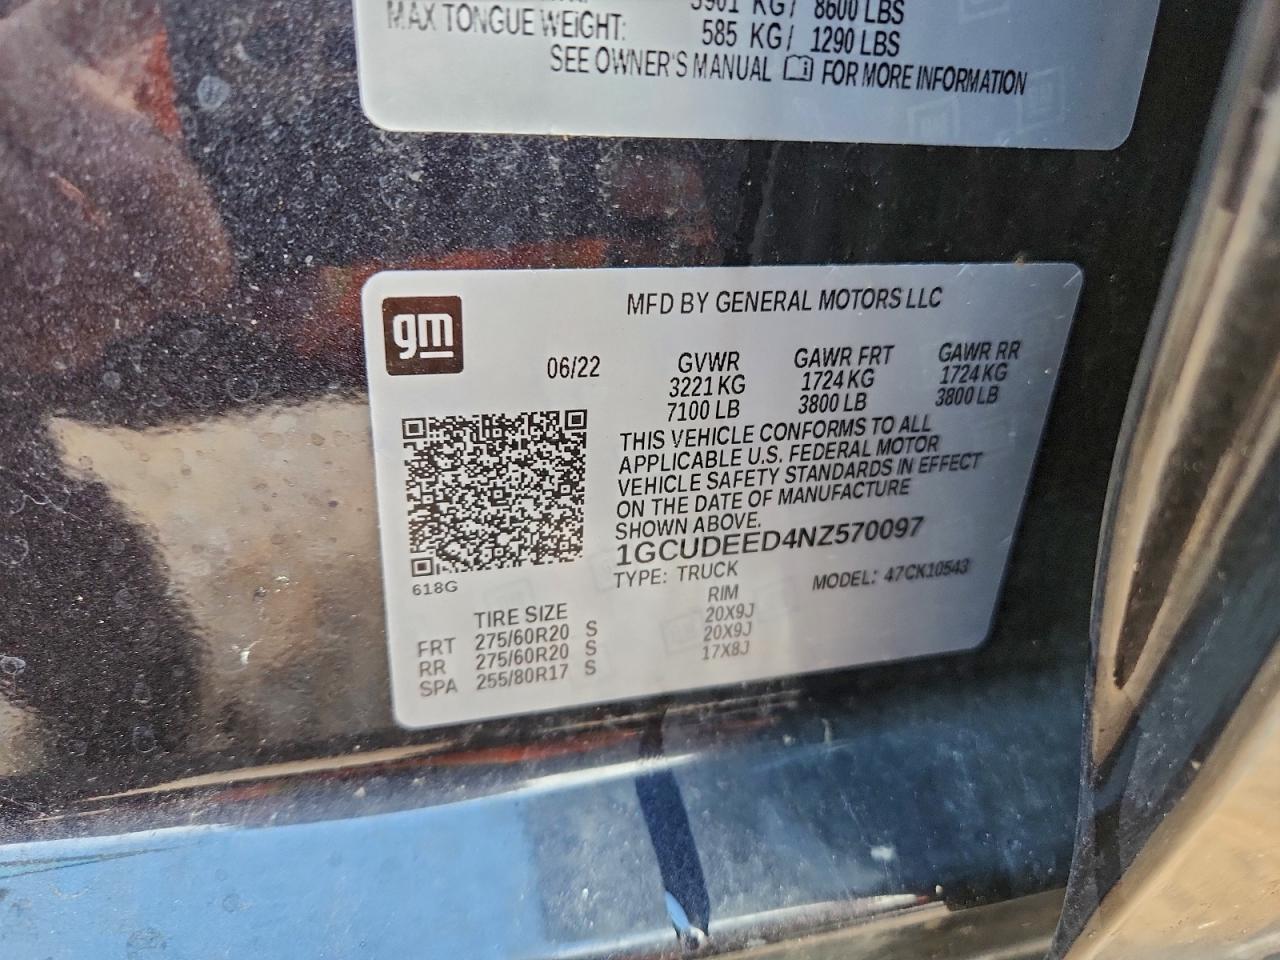 3901 KG/ 8600 LBS
MAX TONGUE WEIGHT: 585 KG/ 1290 LBS
SEE OWNER'S MANUAL FOR MORE INFORMATION
gm
MFD BY GENERAL MOTORS LLC
06/22 GVWR GAWR FRT GAWR RR
3221 KG 1724 KG 1724 KG
7100 LB 3800 LB 3800 LB
THIS VEHICLE CONFORMS TO ALL
APPLICABLE U.S. FEDERAL MOTOR
VEHICLE SAFETY STANDARDS IN EFFECT
ON THE DATE OF MANUFACTURE
SHOWN ABOVE.
1GCUDEED4NZ570097
618G
TYPE: TRUCK MODEL: 47CK10543
TIRE SIZE RIM
FRT 275/60R20 S 20X9J
RR 275/60R20 S 20X9J
SPA 255/80R17 S 17X8J